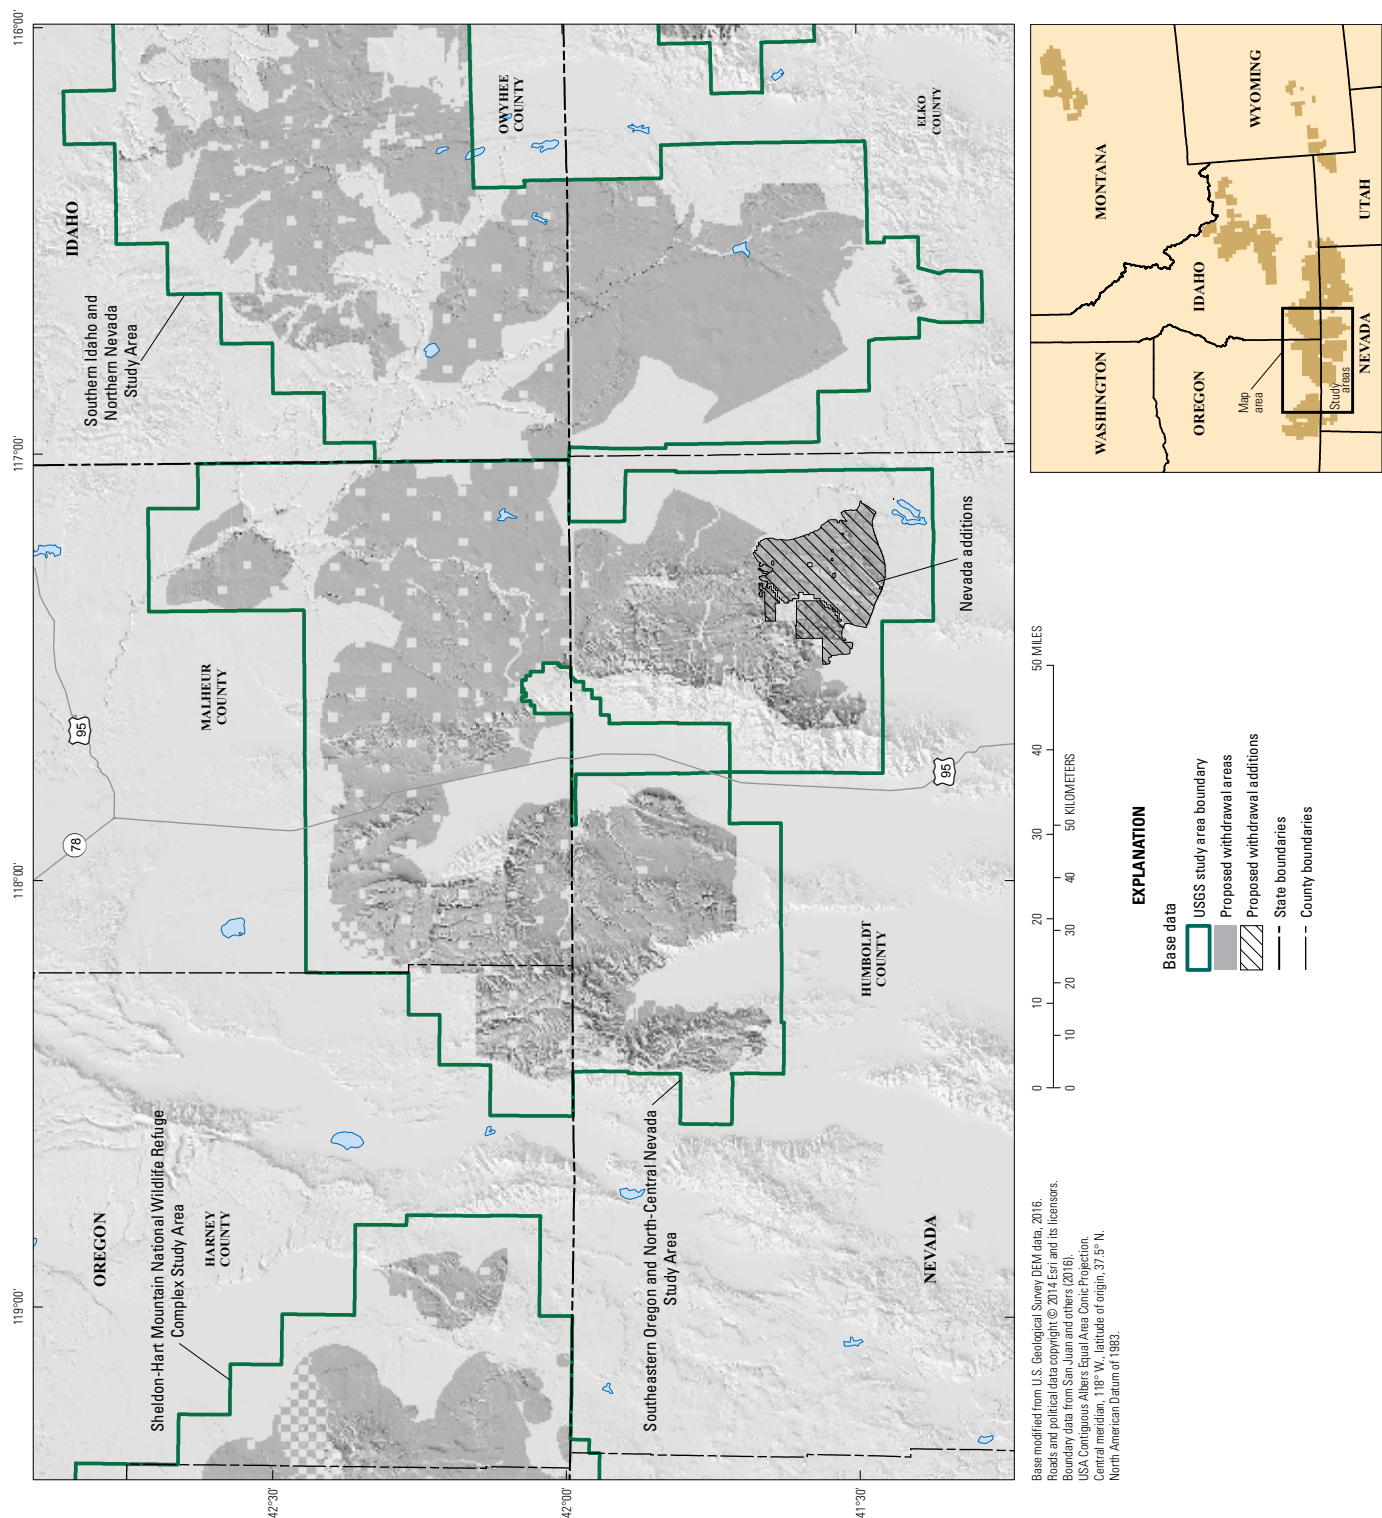 119°00'
118°00'
117°00'
116°00'
42°30'
42°00'
41°30'
OREGON
HARNEY
COUNTY
Sheldon-Hart Mountain National Wildlife Refuge
Complex Study Area
78
95
MALHEUR
COUNTY
Southern Idaho and
Northern Nevada
Study Area
IDAHO
OWYHEE
COUNTY
ELKO
COUNTY
Southeastern Oregon and North-Central Nevada
Study Area
NEVADA
HUMBOLDT
COUNTY
95
Nevada additions
Base modified from U.S. Geological Survey DEM data, 2016.
Roads and political data copyright © 2014 Esri and its licensors.
Boundary data from San Juan and others (2016).
USA Contiguous Albers Equal Area Conic Projection.
Central meridian, 118° W., latitude of origin, 37.5° N.
North American Datum of 1983.
0 10 20 30 40 50 MILES
0 10 20 30 40 50 KILOMETERS
EXPLANATION
Base data
USGS study area boundary
Proposed withdrawal areas
Proposed withdrawal additions
State boundaries
County boundaries
WASHINGTON
MONTANA
OREGON
IDAHO
WYOMING
Map
area
Study
areas
NEVADA
UTAH